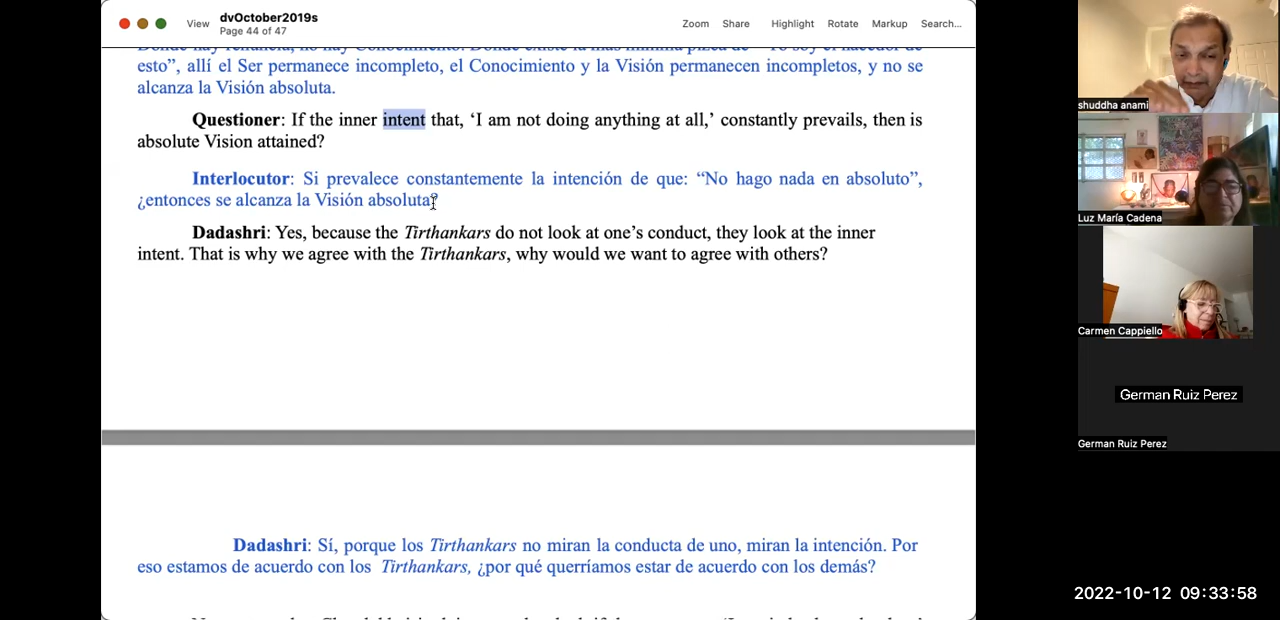 View
dvOctober2019s
Page 44 of 47
Zoom
Share
Highlight
Rotate
Markup
Search...
esto”, allí el Ser permanece incompleto, el Conocimiento y la Visión permanecen incompletos, y no se
alcanza la Visión absoluta.
Questioner: If the inner intent that, ‘I am not doing anything at all,’ constantly prevails, then is
absolute Vision attained?
Interlocutor: Si prevalece constantemente la intención de que: “No hago nada en absoluto”,
¿entonces se alcanza la Visión absoluta?
Dadashri: Yes, because the Tirthankars do not look at one’s conduct, they look at the inner
intent. That is why we agree with the Tirthankars, why would we want to agree with others?
Dadashri: Sí, porque los Tirthankars no miran la conducta de uno, miran la intención. Por
eso estamos de acuerdo con los Tirthankars, ¿por qué querríamos estar de acuerdo con los demás?
shuddha anami
Luz María Cadena
Carmen Cappiello
German Ruiz Perez
German Ruiz Perez
2022-10-12 09:33:58